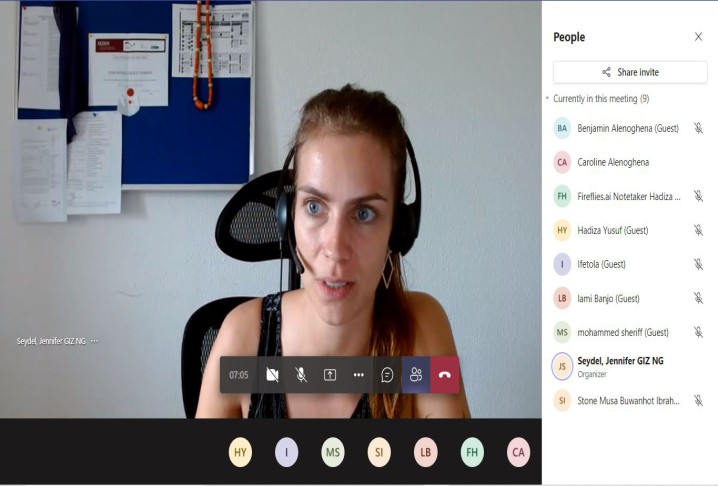 People
Share invite
Currently in this meeting (9)
BA Benjamin Alenoghena (Guest)
CA Caroline Alenoghena
FH Fireflies.ai Notetaker Hadiza ...
HY Hadiza Yusuf (Guest)
I Ifetola (Guest)
LB lami Banjo (Guest)
MS mohammed sheriff (Guest)
JS Seydel, Jennifer GIZ NG
Organizer
SI Stone Musa Buwanhot Ibrah...
Seydel, Jennifer GIZ NG ...
07:05
HY I MS SI LB FH CA